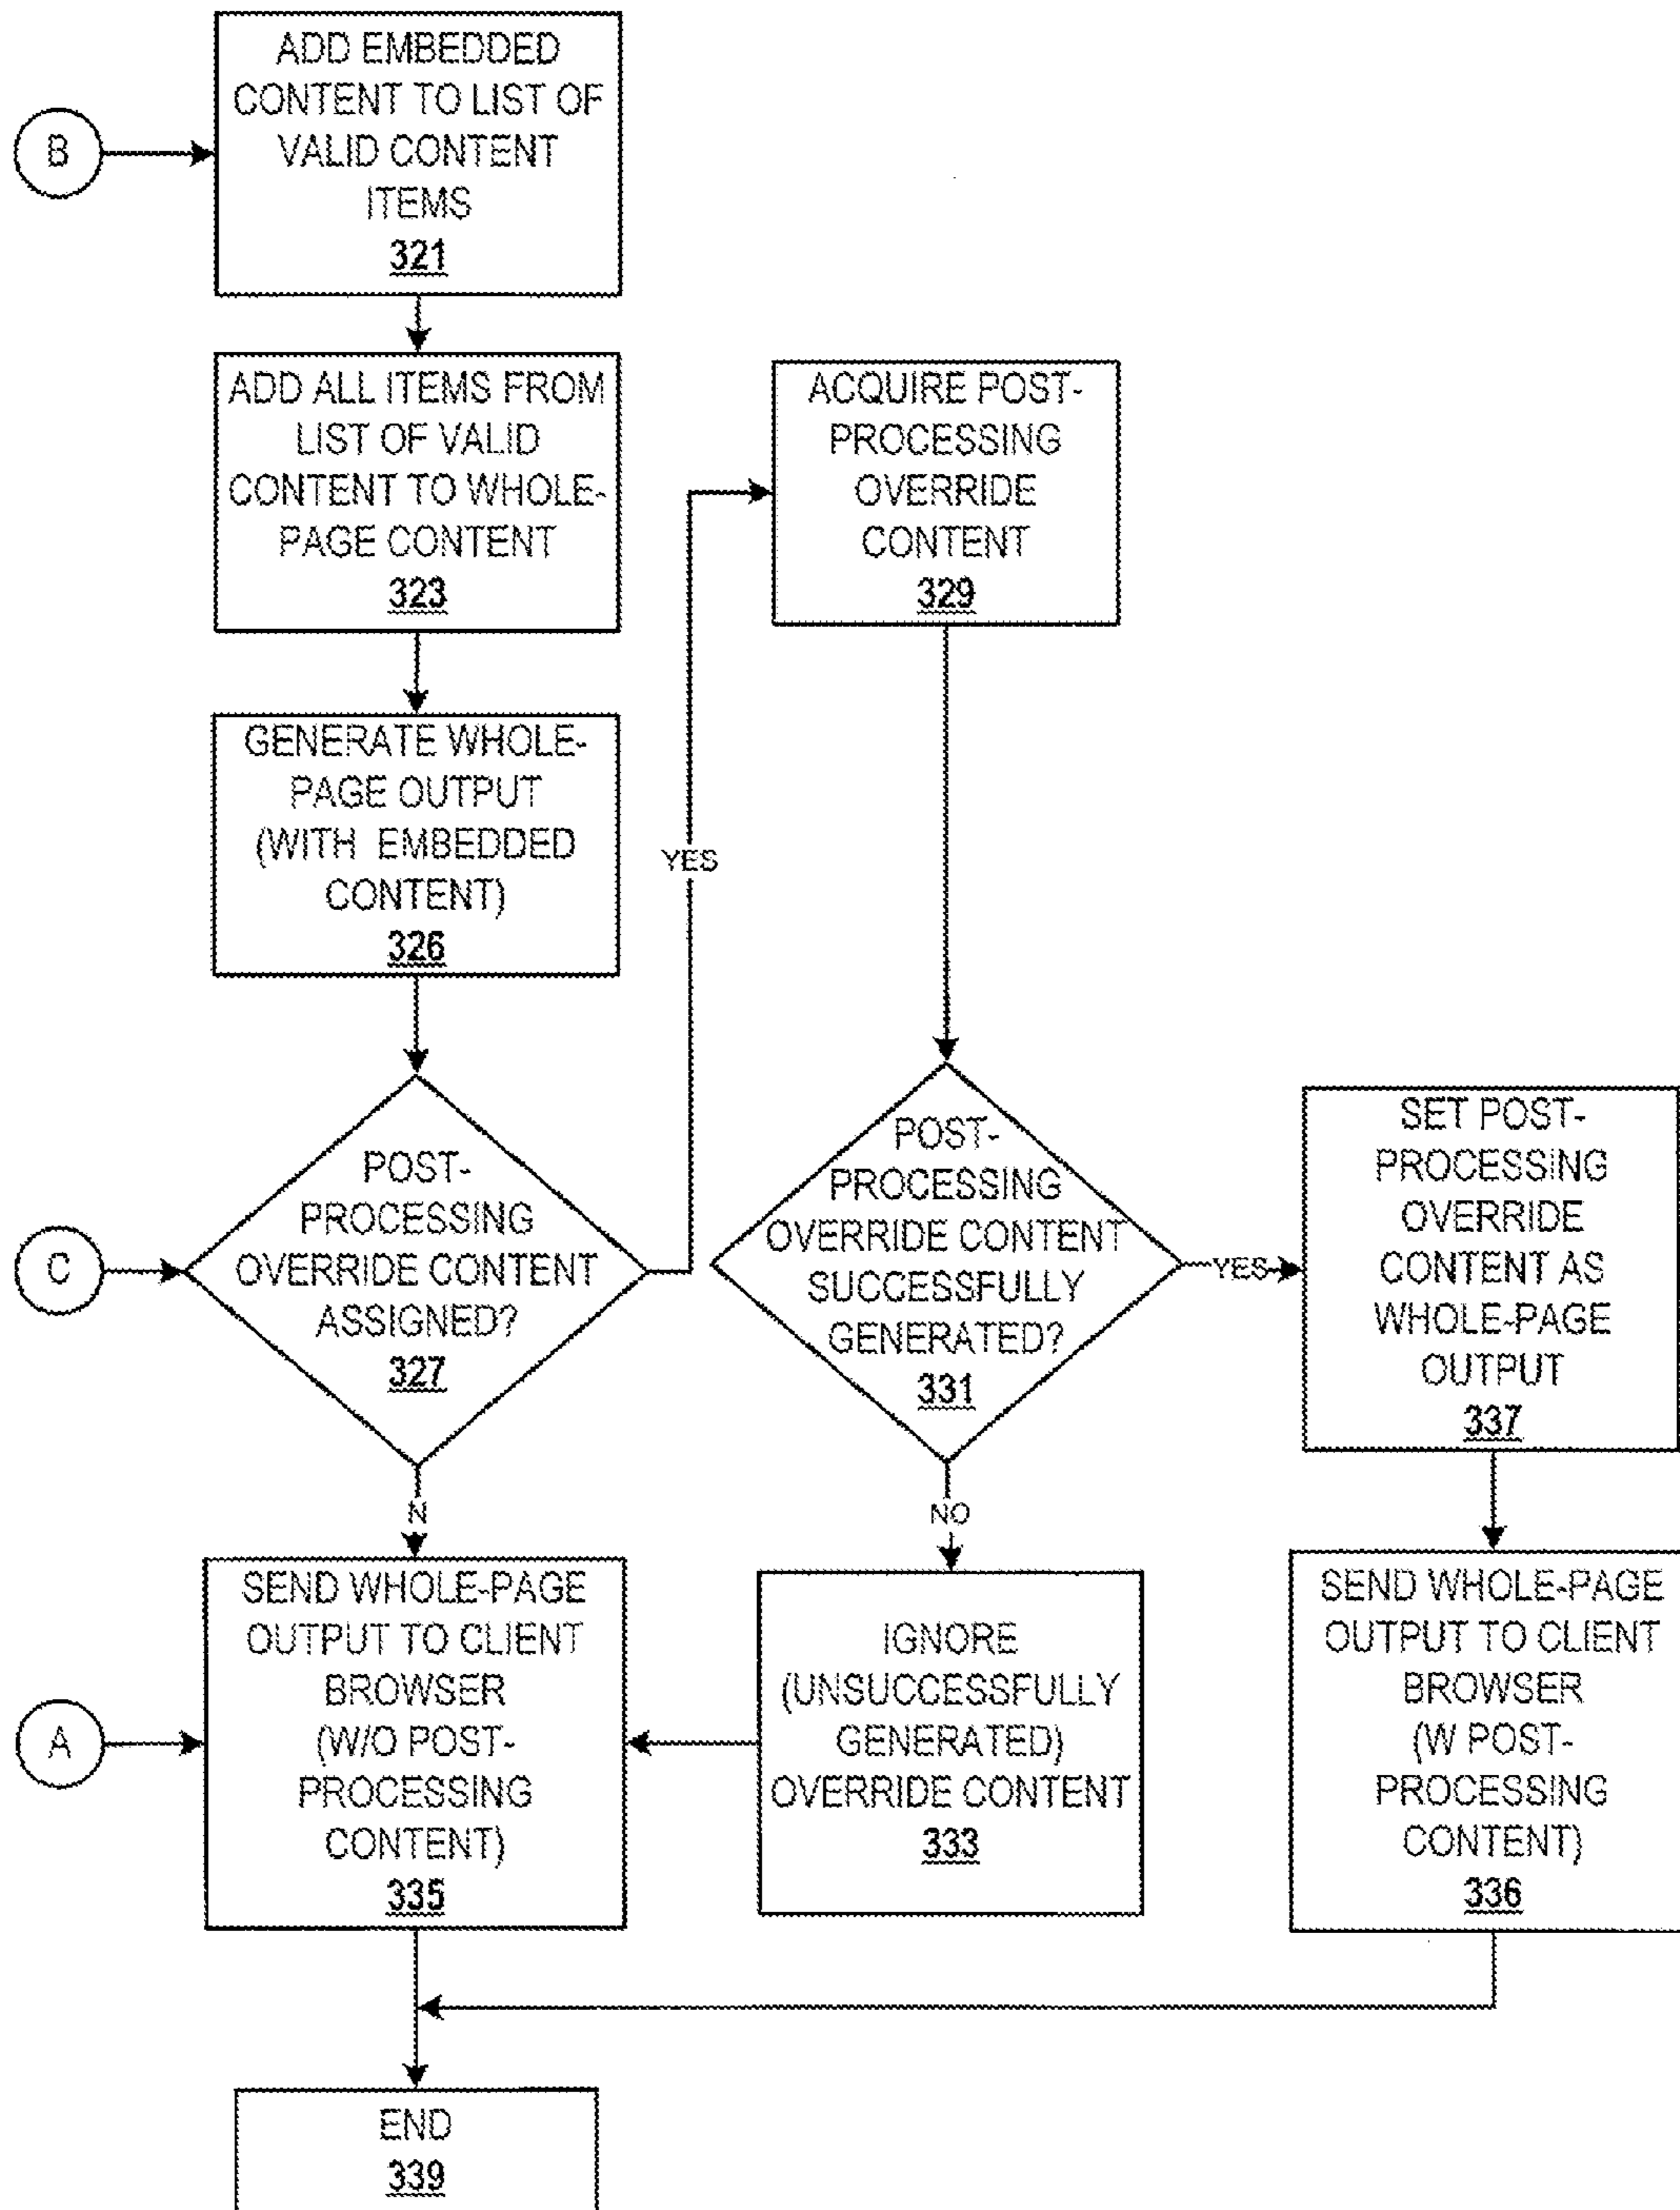 B
ADD EMBEDDED
CONTENT TO LIST OF
VALID CONTENT
ITEMS
321
ADD ALL ITEMS FROM
LIST OF VALID
CONTENT TO WHOLE-
PAGE CONTENT
323
ACQUIRE POST-
PROCESSING
OVERRIDE
CONTENT
329
GENERATE WHOLE-
PAGE OUTPUT
(WITH EMBEDDED
CONTENT)
326
YES
C
POST-
PROCESSING
OVERRIDE CONTENT
ASSIGNED?
327
POST-
PROCESSING
OVERRIDE CONTENT
SUCCESSFULLY
GENERATED?
331
YES
SET POST-
PROCESSING
OVERRIDE
CONTENT AS
WHOLE-PAGE
OUTPUT
337
N
NO
A
SEND WHOLE-PAGE
OUTPUT TO CLIENT
BROWSER
(W/O POST-
PROCESSING
CONTENT)
335
IGNORE
(UNSUCCESSFULLY
GENERATED)
OVERRIDE CONTENT
333
SEND WHOLE-PAGE
OUTPUT TO CLIENT
BROWSER
(W POST-
PROCESSING
CONTENT)
336
END
339